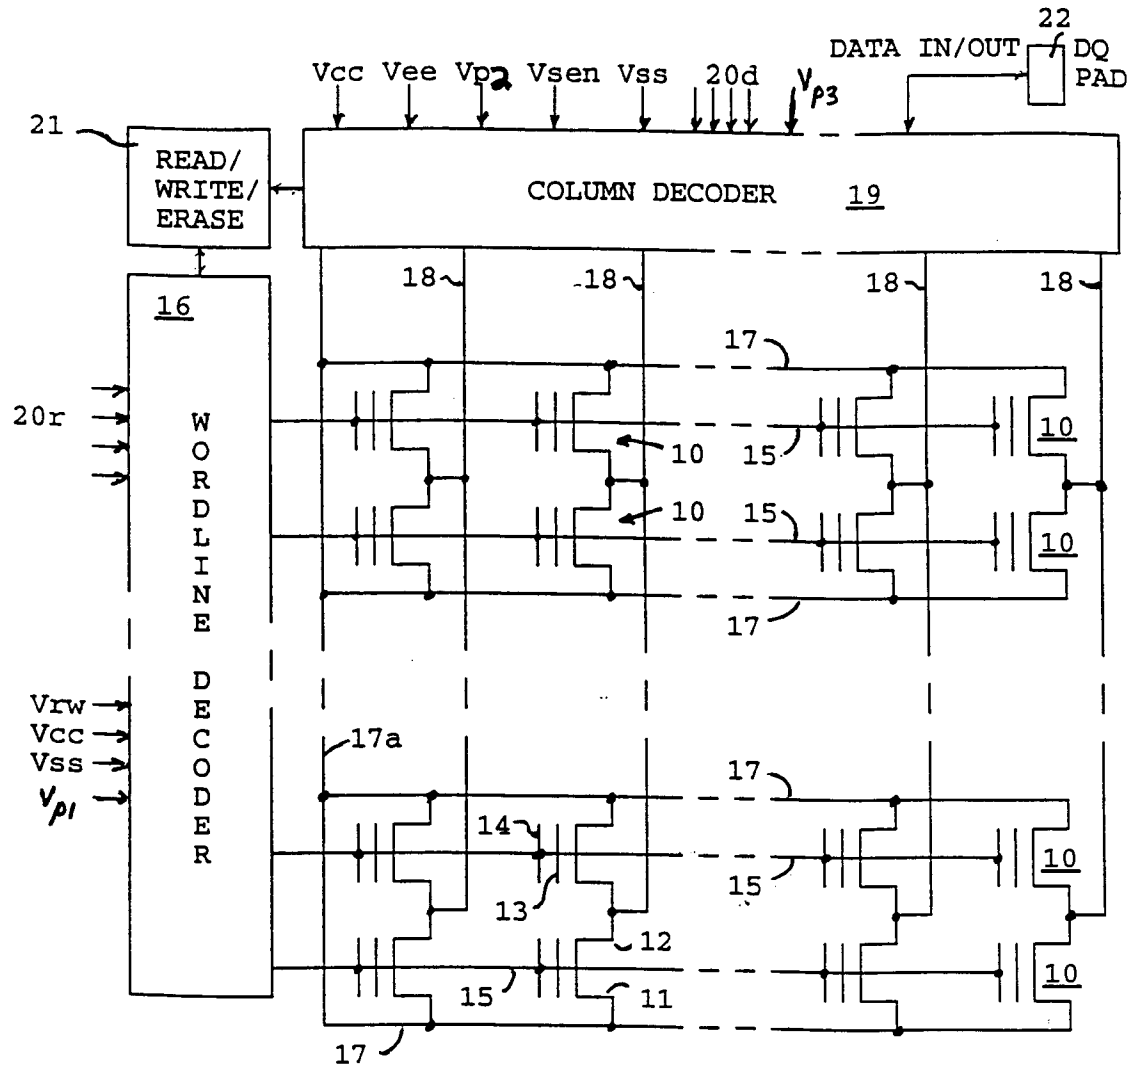 22
DATA IN/OUT DQ
PAD
Vcc Vee Vp2 Vsen Vss 20d Vp3
21
READ/
WRITE/
ERASE
COLUMN DECODER 19
18 18 18 18
16
17
20r
WORDLINE DECODER
10 15 10
10 15 10
17
Vrw
Vcc
Vss
Vp1
17a
17
14
13
15 10
12
15 11 10
17